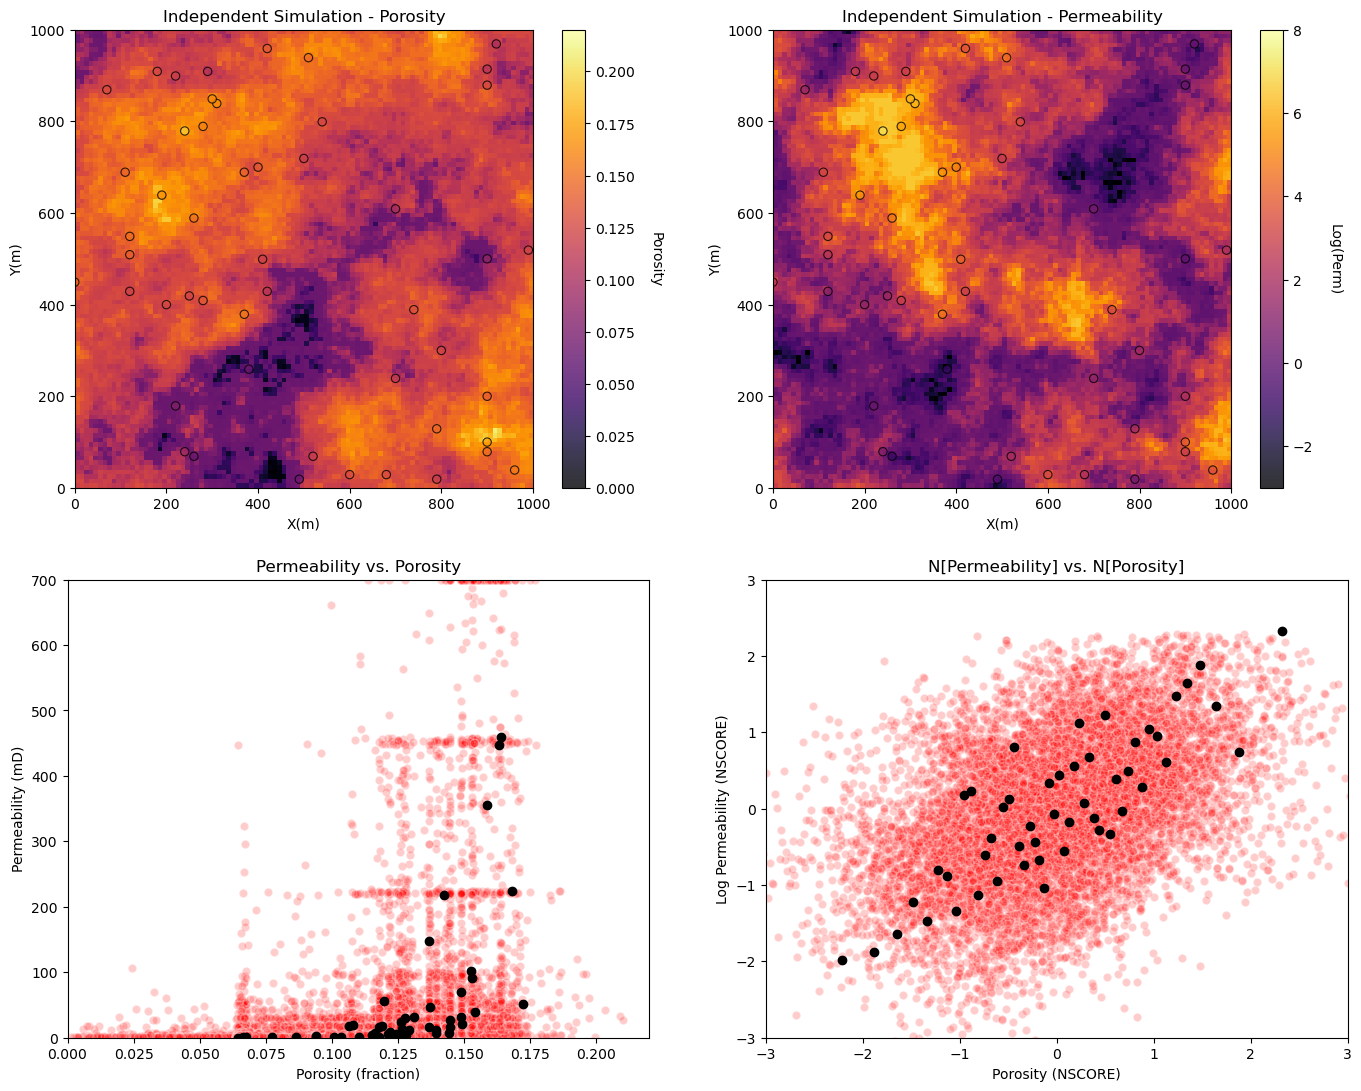 Independent Simulation - Porosity
1000
800
600
400
200
0
Y(m)
0 200 400 600 800 1000
X(m)
0.200
0.175
0.150
0.125
0.100
0.075
0.050
0.025
0.000
Porosity
Independent Simulation - Permeability
1000
800
600
400
200
0
Y(m)
0 200 400 600 800 1000
X(m)
8
6
4
2
0
−2
Log(Perm)
Permeability vs. Porosity
700
600
500
400
300
200
100
0
Permeability (mD)
0.000 0.025 0.050 0.075 0.100 0.125 0.150 0.175 0.200
Porosity (fraction)
N[Permeability] vs. N[Porosity]
3
2
1
0
−1
−2
−3
Log Permeability (NSCORE)
−3 −2 −1 0 1 2 3
Porosity (NSCORE)